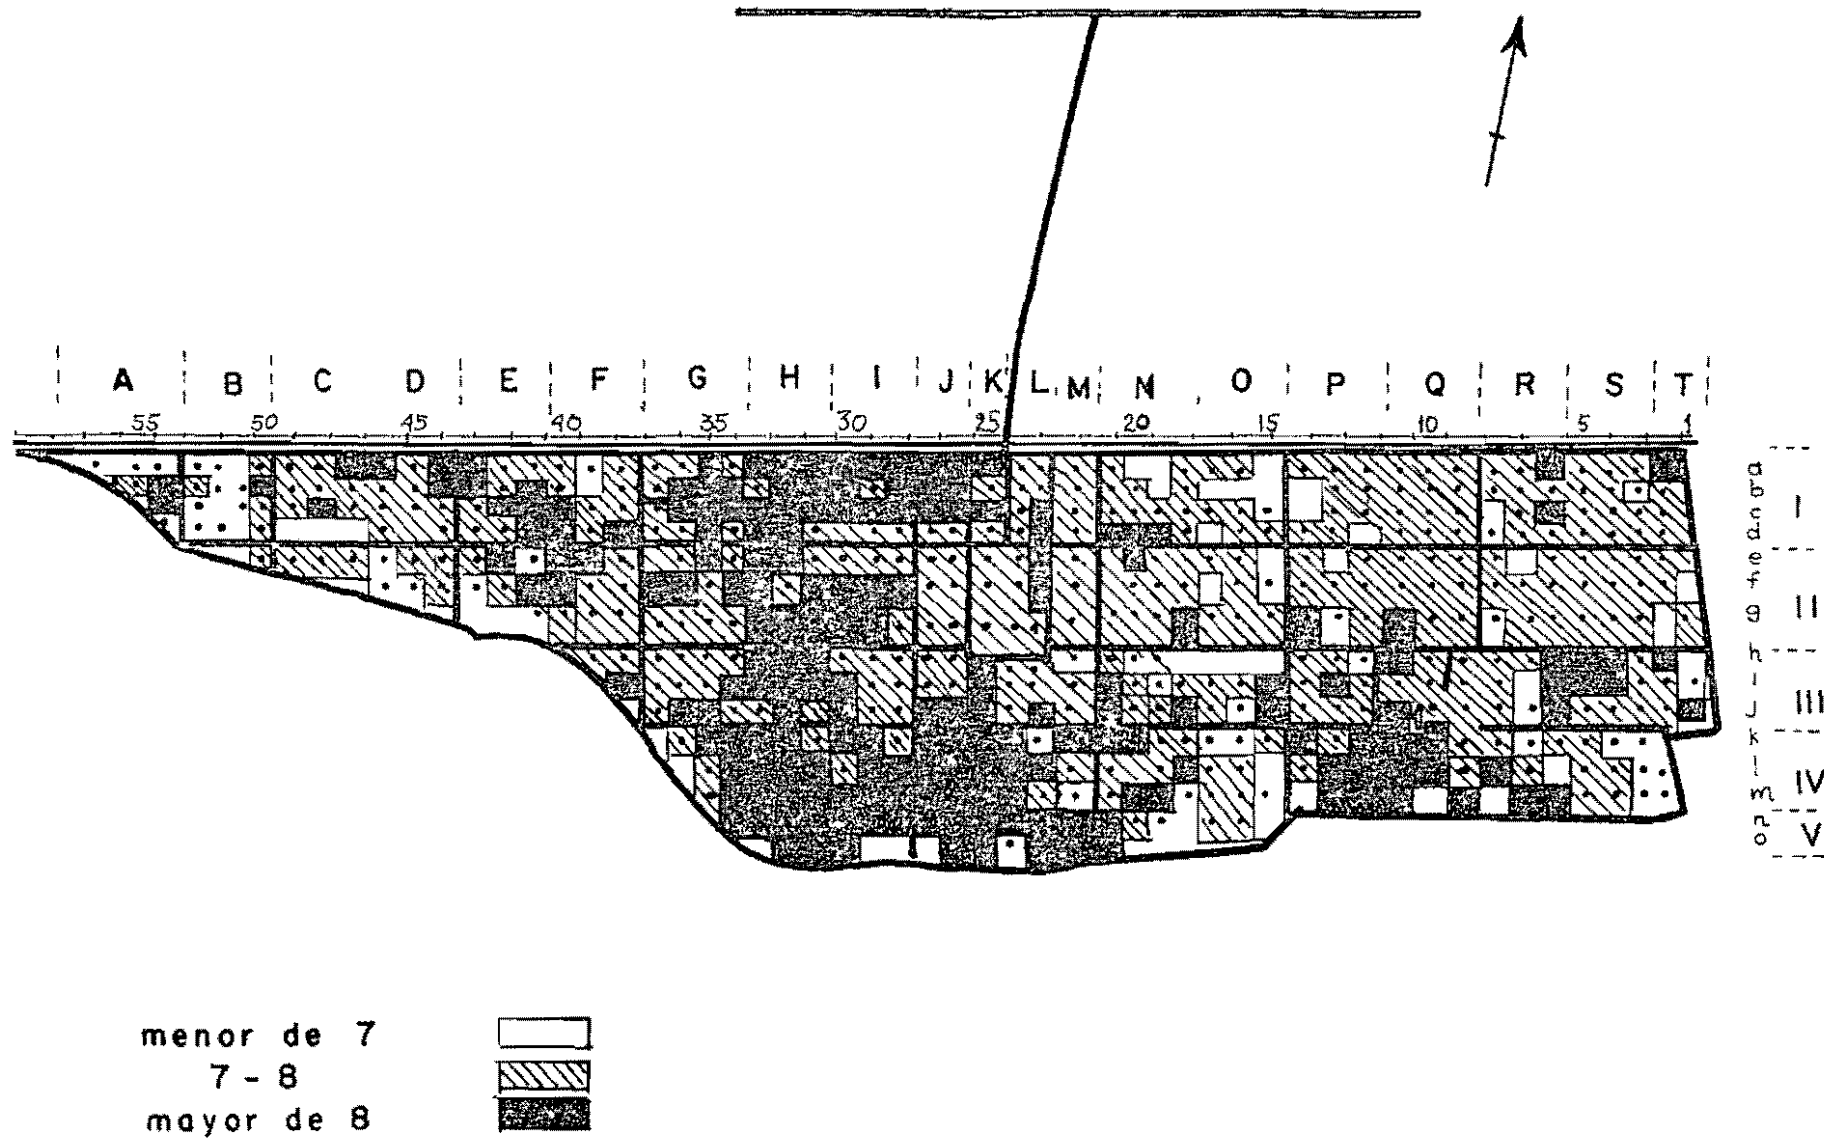 A B C D E F G H I J K L M N O P Q R S T
55 50 45 40 35 30 25 20 15 10 5 1
a
b
c
d
I
e
f
g
II
h
i
j
III
k
l
m
IV
n
o
V
menor de 7
7 - 8
mayor de 8